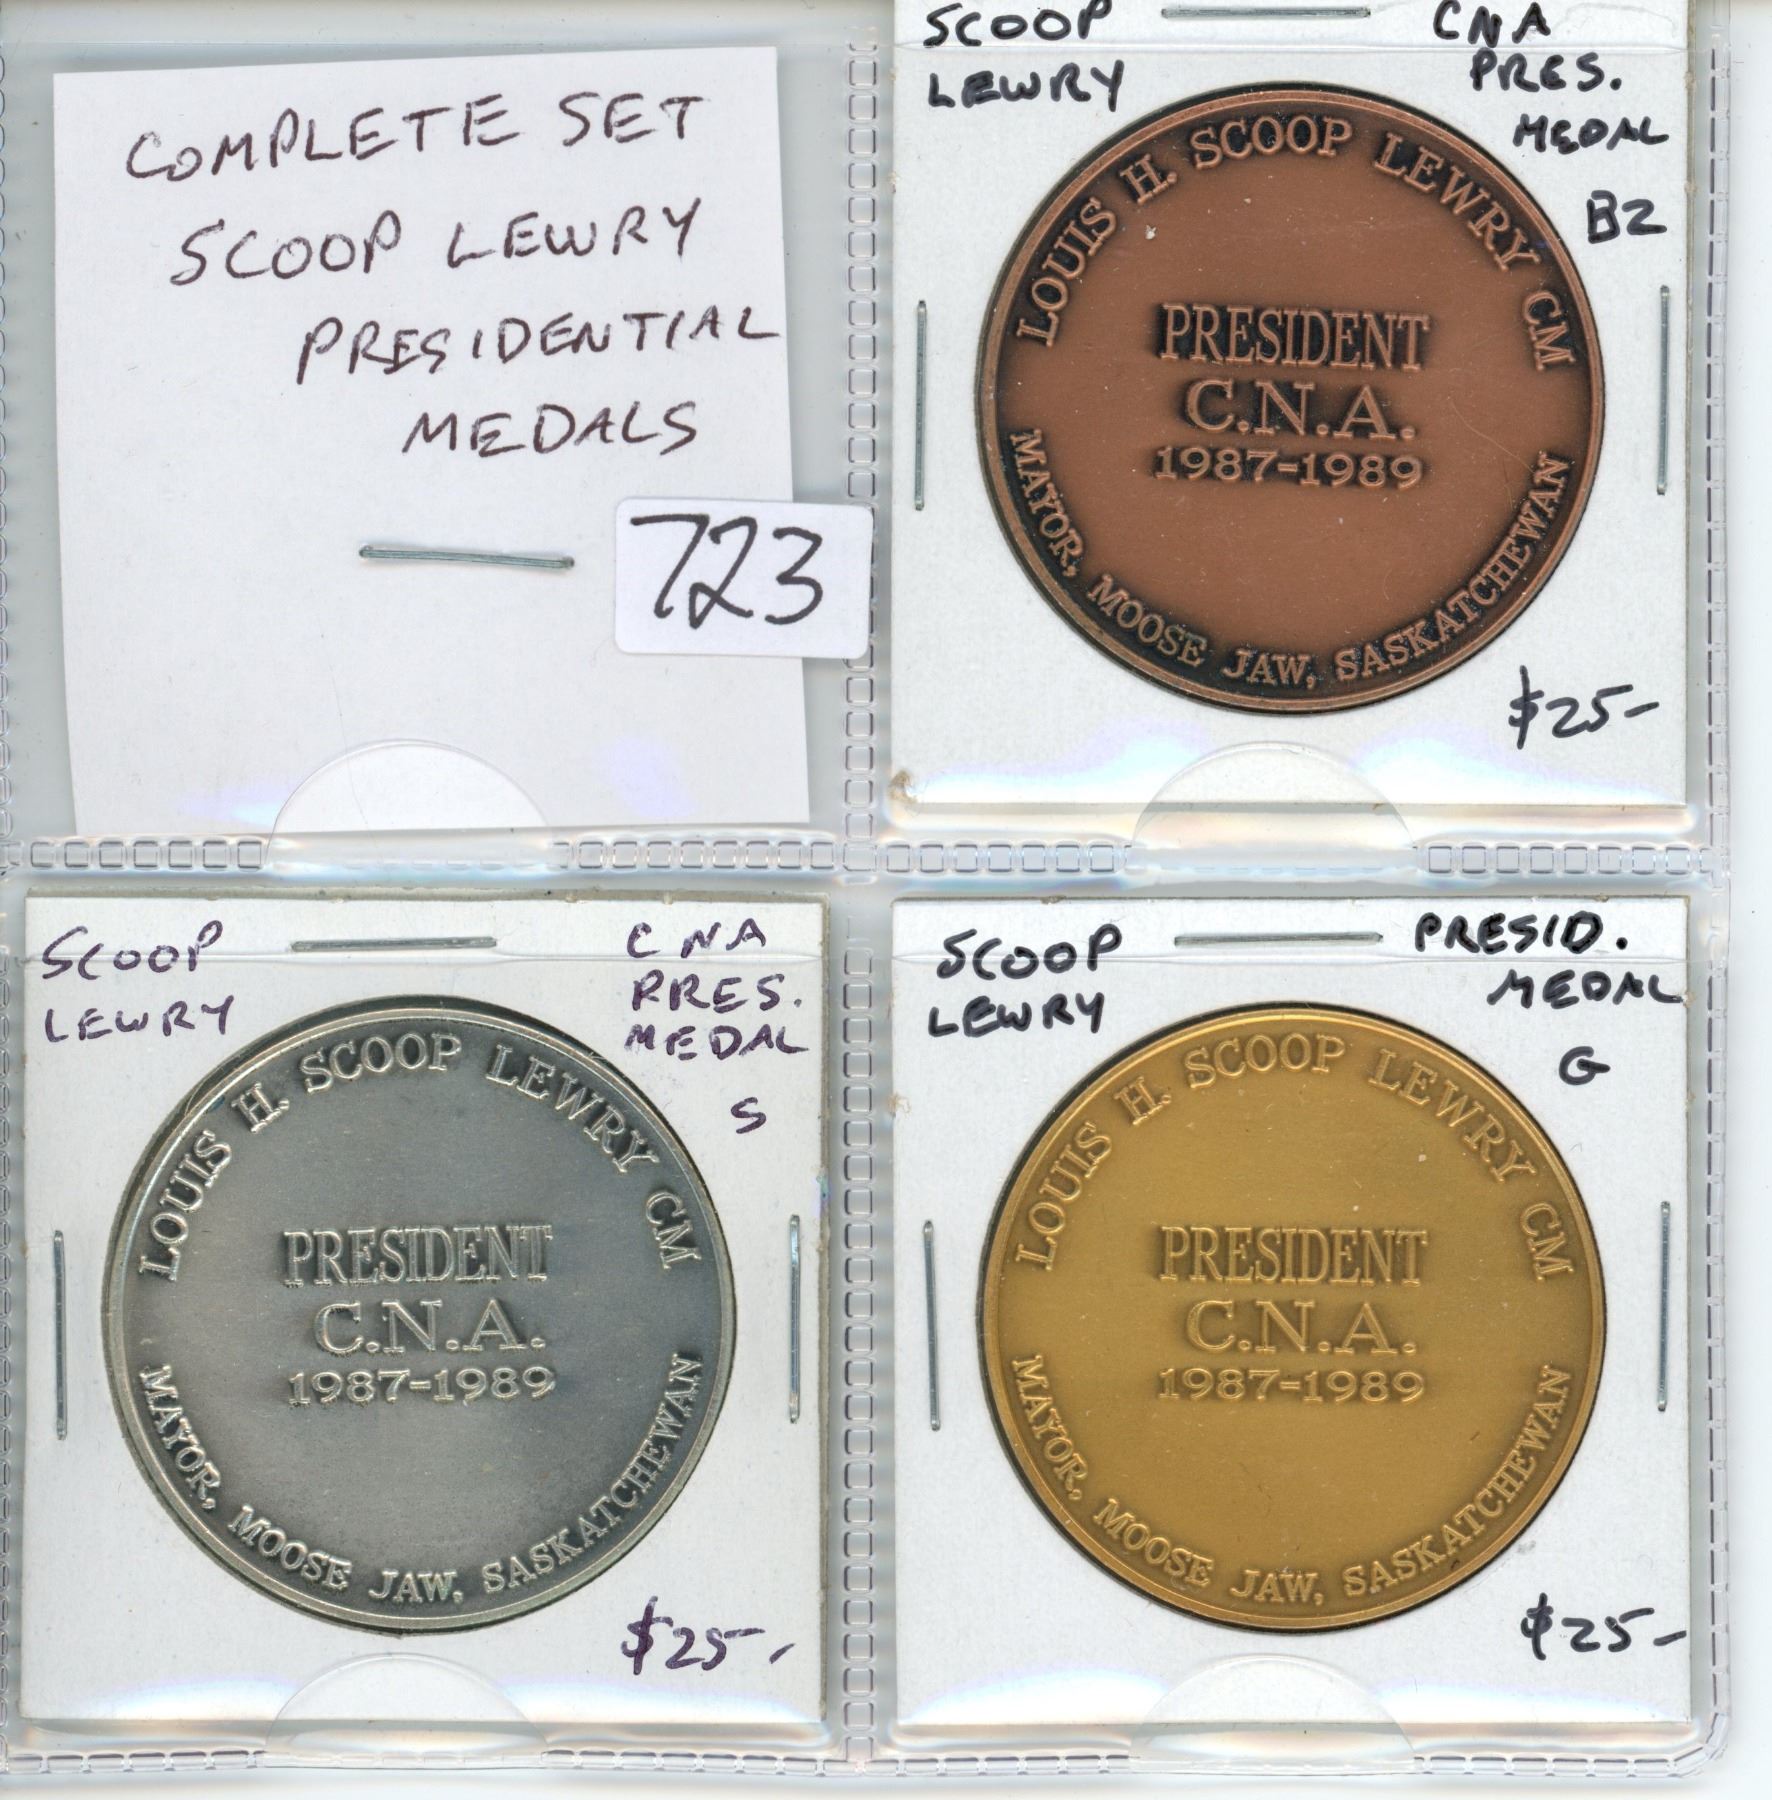 COMPLETE SET
SCOOP LEWRY
PRESIDENTIAL
MEDALS
723
SCOOP
LEWRY
CNA
PRES.
MEDAL
BZ
LOUIS H. SCOOP LEWRY CM
PRESIDENT
C.N.A.
1987-1989
MAYOR, MOOSE JAW, SASKATCHEWAN
$25-
SCOOP
LEWRY
CNA
PRES.
MEDAL
S
LOUIS H. SCOOP LEWRY CM
PRESIDENT
C.N.A.
1987-1989
MAYOR, MOOSE JAW, SASKATCHEWAN
$25-
SCOOP
LEWRY
PRESID.
MEDAL
G
LOUIS H. SCOOP LEWRY CM
PRESIDENT
C.N.A.
1987-1989
MAYOR, MOOSE JAW, SASKATCHEWAN
$25-